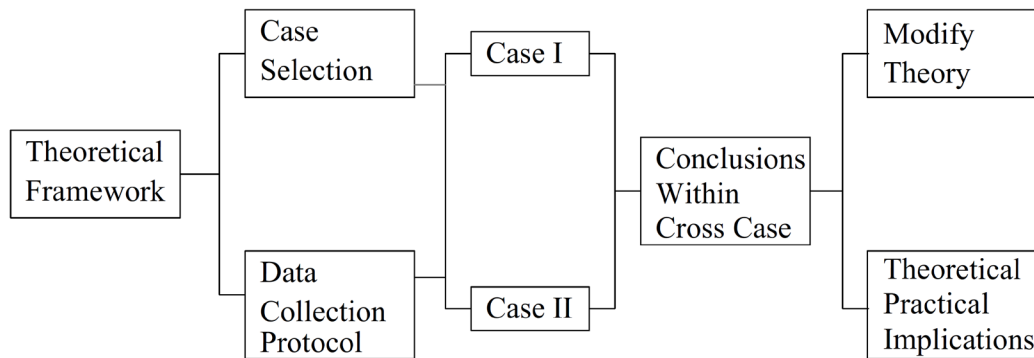 Theoretical
Framework
Case
Selection
Data
Collection
Protocol
Case I
Case II
Conclusions
Within
Cross Case
Modify
Theory
Theoretical
Practical
Implications